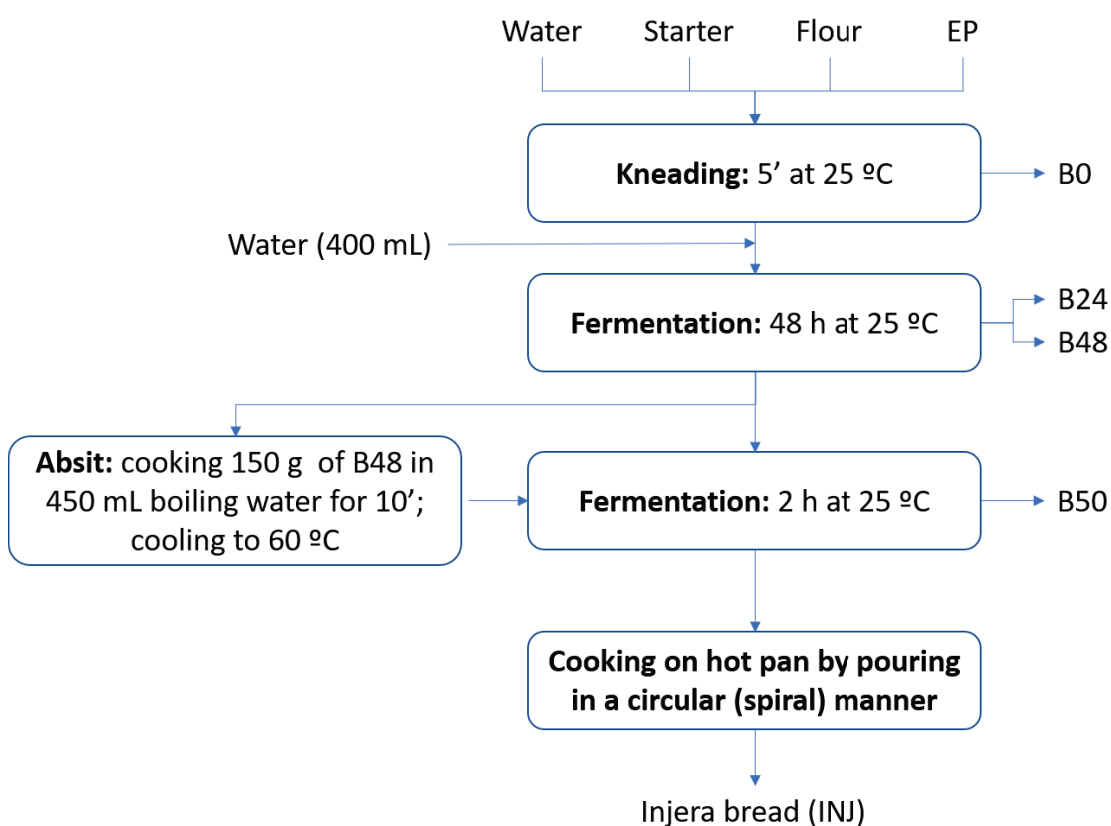 Water Starter Flour EP
Kneading: 5’ at 25 ºC
B0
Water (400 mL)
Fermentation: 48 h at 25 ºC
B24
B48
Absit: cooking 150 g of B48 in
450 mL boiling water for 10’;
cooling to 60 ºC
Fermentation: 2 h at 25 ºC
B50
Cooking on hot pan by pouring
in a circular (spiral) manner
Injera bread (INJ)